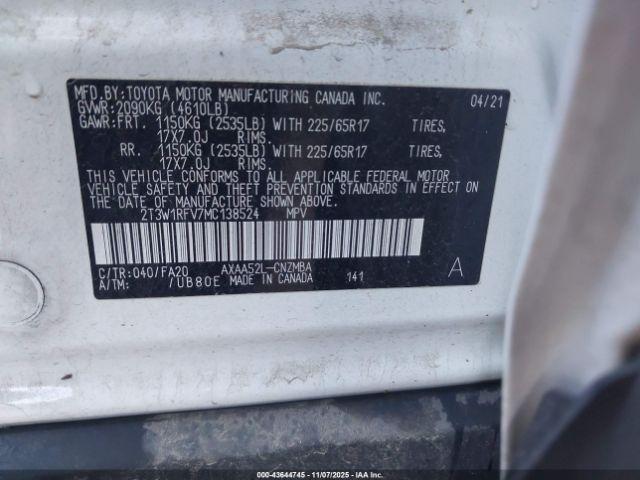 MFD.BY:TOYOTA MOTOR MANUFACTURING CANADA INC. 04/21
GVWR:2090KG (4610LB)
GAWR:FRT. 1150KG (2535LB) WITH 225/65R17 TIRES,
17X7.0J RIMS.
RR. 1150KG (2535LB) WITH 225/65R17 TIRES,
17X7.0J RIMS.
THIS VEHICLE CONFORMS TO ALL APPLICABLE FEDERAL MOTOR
VEHICLE SAFETY AND THEFT PREVENTION STANDARDS IN EFFECT ON
THE DATE OF MANUFACTURE SHOWN ABOVE.
2T3W1RFV7MC138524 MPV
C/TR:040/FA20 AXAA52L-CNZMBA 141 A
A/TM: /UB80E MADE IN CANADA
000-43644745 - 11/07/2025 - IAA Inc. - Copart